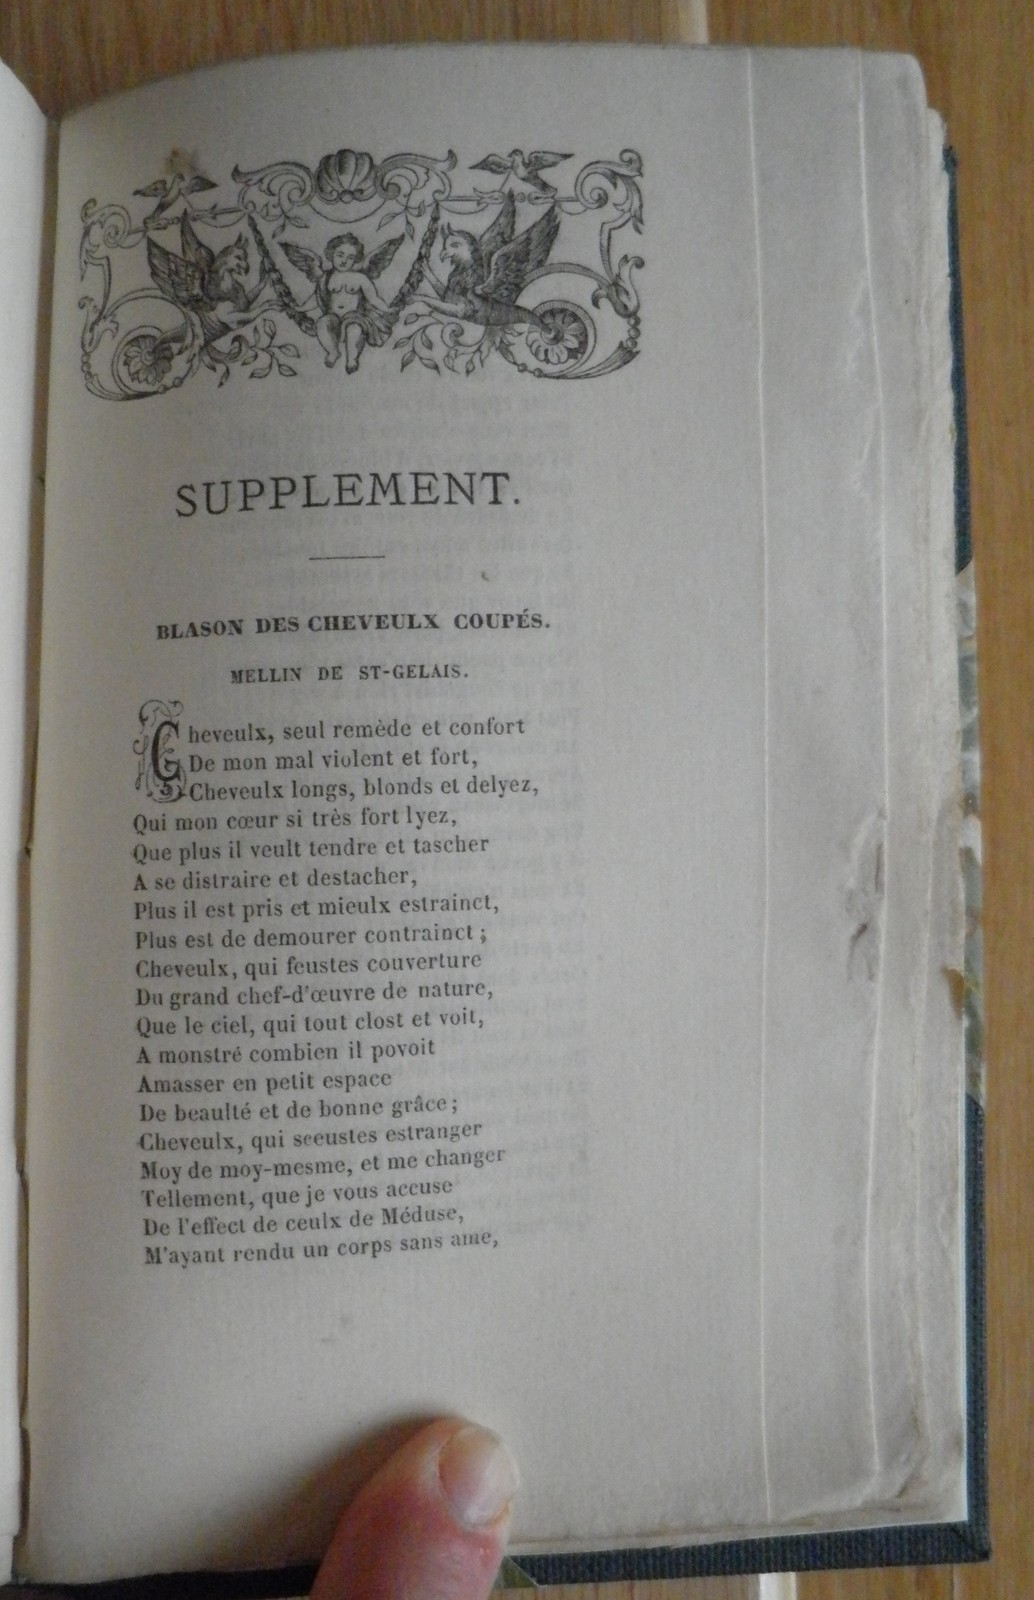 SUPPLEMENT.
BLASON DES CHEVEULX COUPÉS.
MELLIN DE ST-GELAIS.
Cheveulx, seul remède et confort
De mon mal violent et fort,
Cheveulx longs, blonds et delyez,
Qui mon cœur si très fort lyez,
Que plus il veult tendre et tascher
A se distraire et destacher,
Plus il est pris et mieulx estrainct,
Plus est de demourer contrainct ;
Cheveulx, qui feustes couverture
Du grand chef-d'œuvre de nature,
Que le ciel, qui tout clost et voit,
A monstré combien il povoit
Amasser en petit espace
De beaulté et de bonne grâce ;
Cheveulx, qui sceustes estranger
Moy de moy-mesme, et me changer
Tellement, que je vous accuse
De l'effect de ceulx de Méduse,
M'ayant rendu un corps sans ame,